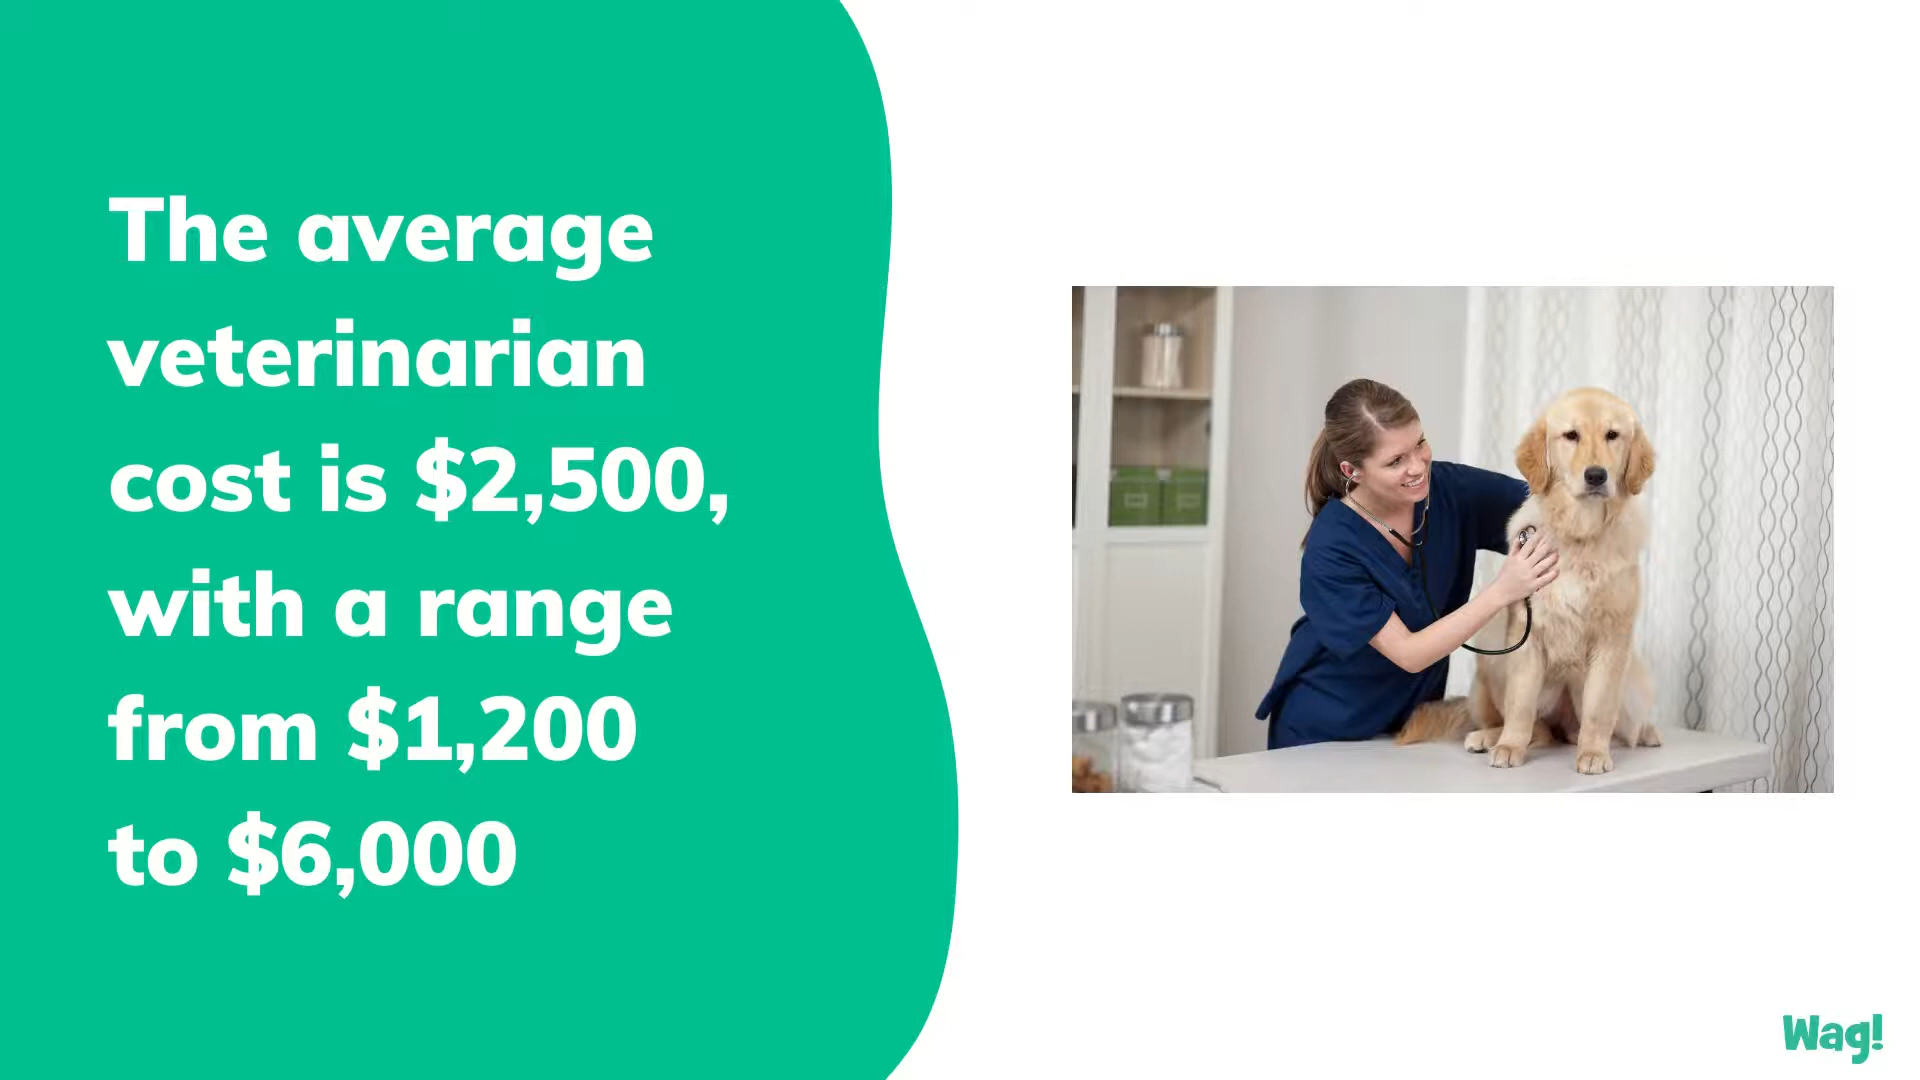 The average
veterinarian
cost is $2,500,
with a range
from $1,200
to $6,000
Wag!